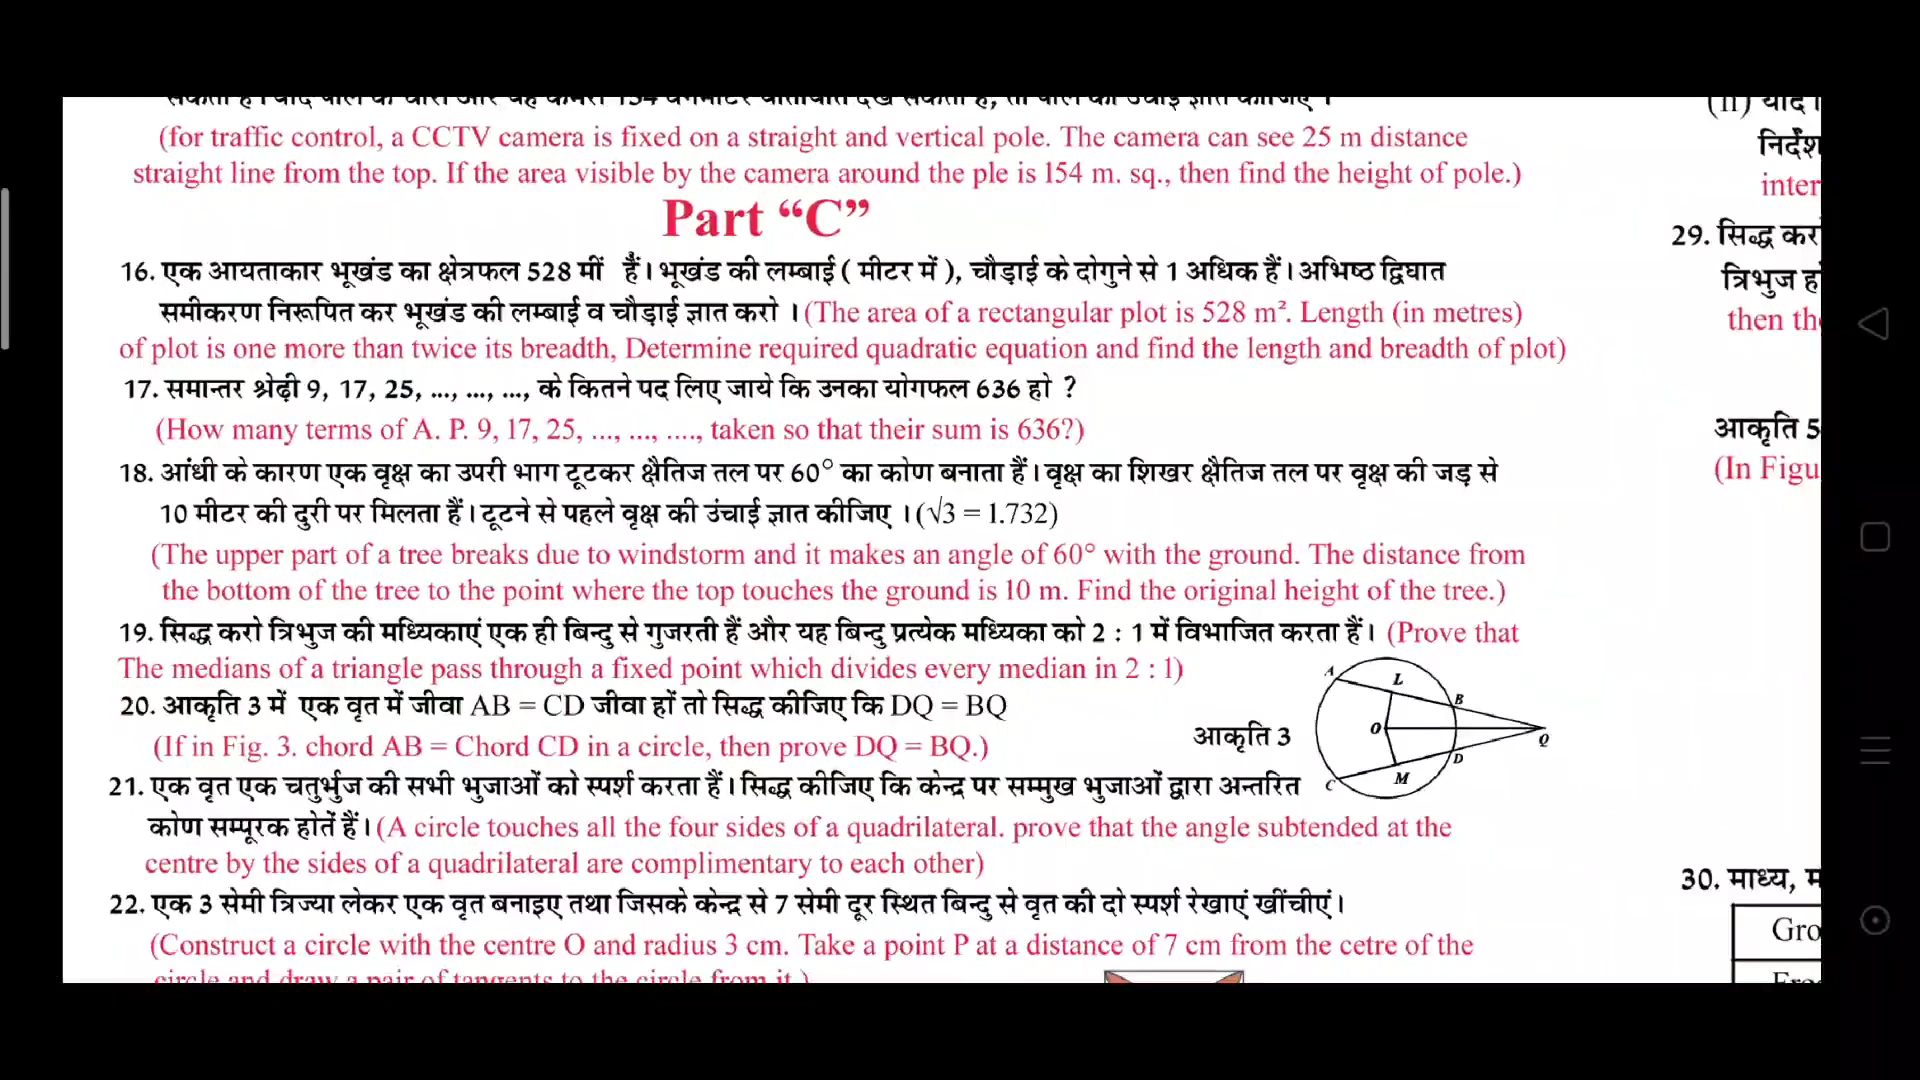 (for traffic control, a CCTV camera is fixed on a straight and vertical pole. The camera can see 25 m distance
straight line from the top. If the area visible by the camera around the ple is 154 m. sq., then find the height of pole.)
Part “C”
16. एक आयताकार भूखंड का क्षेत्रफल 528 मीं हैं। भूखंड की लम्बाई ( मीटर में ), चौड़ाई के दोगुने से 1 अधिक हैं। अभिष्ठ द्विघात
समीकरण निरूपित कर भूखंड की लम्बाई व चौड़ाई ज्ञात करो । (The area of a rectangular plot is 528 m². Length (in metres)
of plot is one more than twice its breadth, Determine required quadratic equation and find the length and breadth of plot)
17. समान्तर श्रेढ़ी 9, 17, 25, ..., ..., ..., के कितने पद लिए जाये कि उनका योगफल 636 हो ?
(How many terms of A. P. 9, 17, 25, ..., ..., ...., taken so that their sum is 636?)
18. आंधी के कारण एक वृक्ष का उपरी भाग टूटकर क्षैतिज तल पर 60° का कोण बनाता हैं। वृक्ष का शिखर क्षैतिज तल पर वृक्ष की जड़ से
10 मीटर की दुरी पर मिलता हैं। टूटने से पहले वृक्ष की उंचाई ज्ञात कीजिए । (√3 = 1.732)
(The upper part of a tree breaks due to windstorm and it makes an angle of 60° with the ground. The distance from
the bottom of the tree to the point where the top touches the ground is 10 m. Find the original height of the tree.)
19. सिद्ध करो त्रिभुज की मध्यिकाएं एक ही बिन्दु से गुजरती हैं और यह बिन्दु प्रत्येक मध्यिका को 2 : 1 में विभाजित करता हैं। (Prove that
The medians of a triangle pass through a fixed point which divides every median in 2 : 1)
20. आकृति 3 में एक वृत में जीवा AB = CD जीवा हों तो सिद्ध कीजिए कि DQ = BQ
(If in Fig. 3. chord AB = Chord CD in a circle, then prove DQ = BQ.)
आकृति 3
A
L
B
O
Q
D
M
C
21. एक वृत एक चतुर्भुज की सभी भुजाओं को स्पर्श करता हैं। सिद्ध कीजिए कि केन्द्र पर सम्मुख भुजाओं द्वारा अन्तरित
कोण सम्पूरक होतें हैं। (A circle touches all the four sides of a quadrilateral. prove that the angle subtended at the
centre by the sides of a quadrilateral are complimentary to each other)
22. एक 3 सेमी त्रिज्या लेकर एक वृत बनाइए तथा जिसके केन्द्र से 7 सेमी दूर स्थित बिन्दु से वृत की दो स्पर्श रेखाएं खींचीएं।
(Construct a circle with the centre O and radius 3 cm. Take a point P at a distance of 7 cm from the cetre of the
circle and draw a pair of tangents to the circle from it.)
(II) यदि
inter
29. सिद्ध कर
त्रिभुज ह
then the
आकृति 5
(In Figu
30. माध्य,
Gro